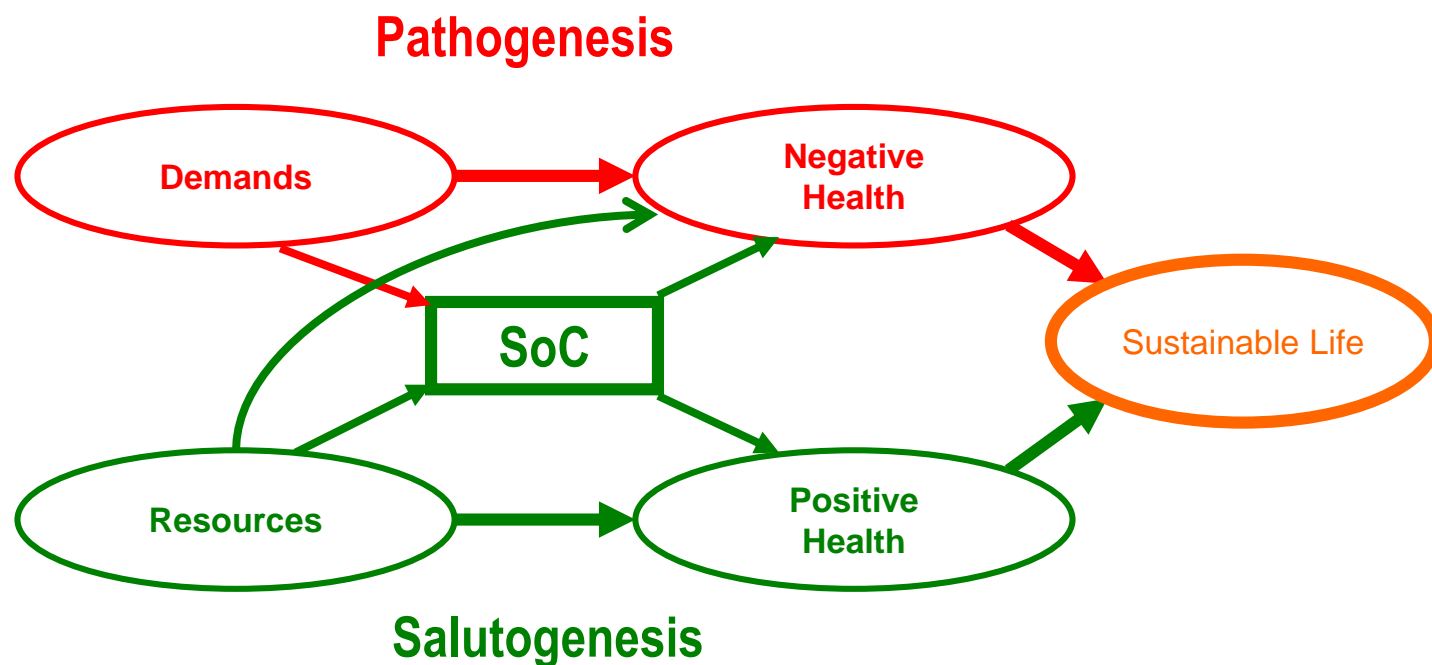 Pathogenesis
Demands
Negative
Health
SoC
Sustainable Life
Resources
Positive
Health
Salutogenesis